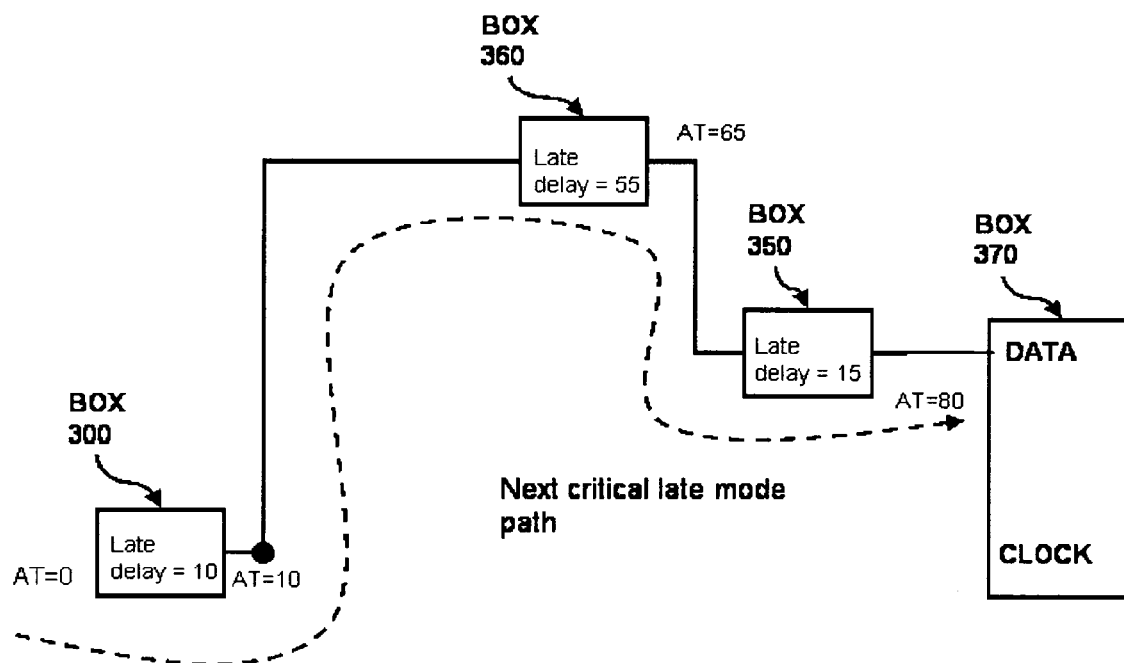 BOX
360
Late
delay = 55
AT=65
BOX
350
Late
delay = 15
AT=80
BOX
370
DATA
CLOCK
BOX
300
Late
delay = 10
AT=0
AT=10
Next critical late mode
path